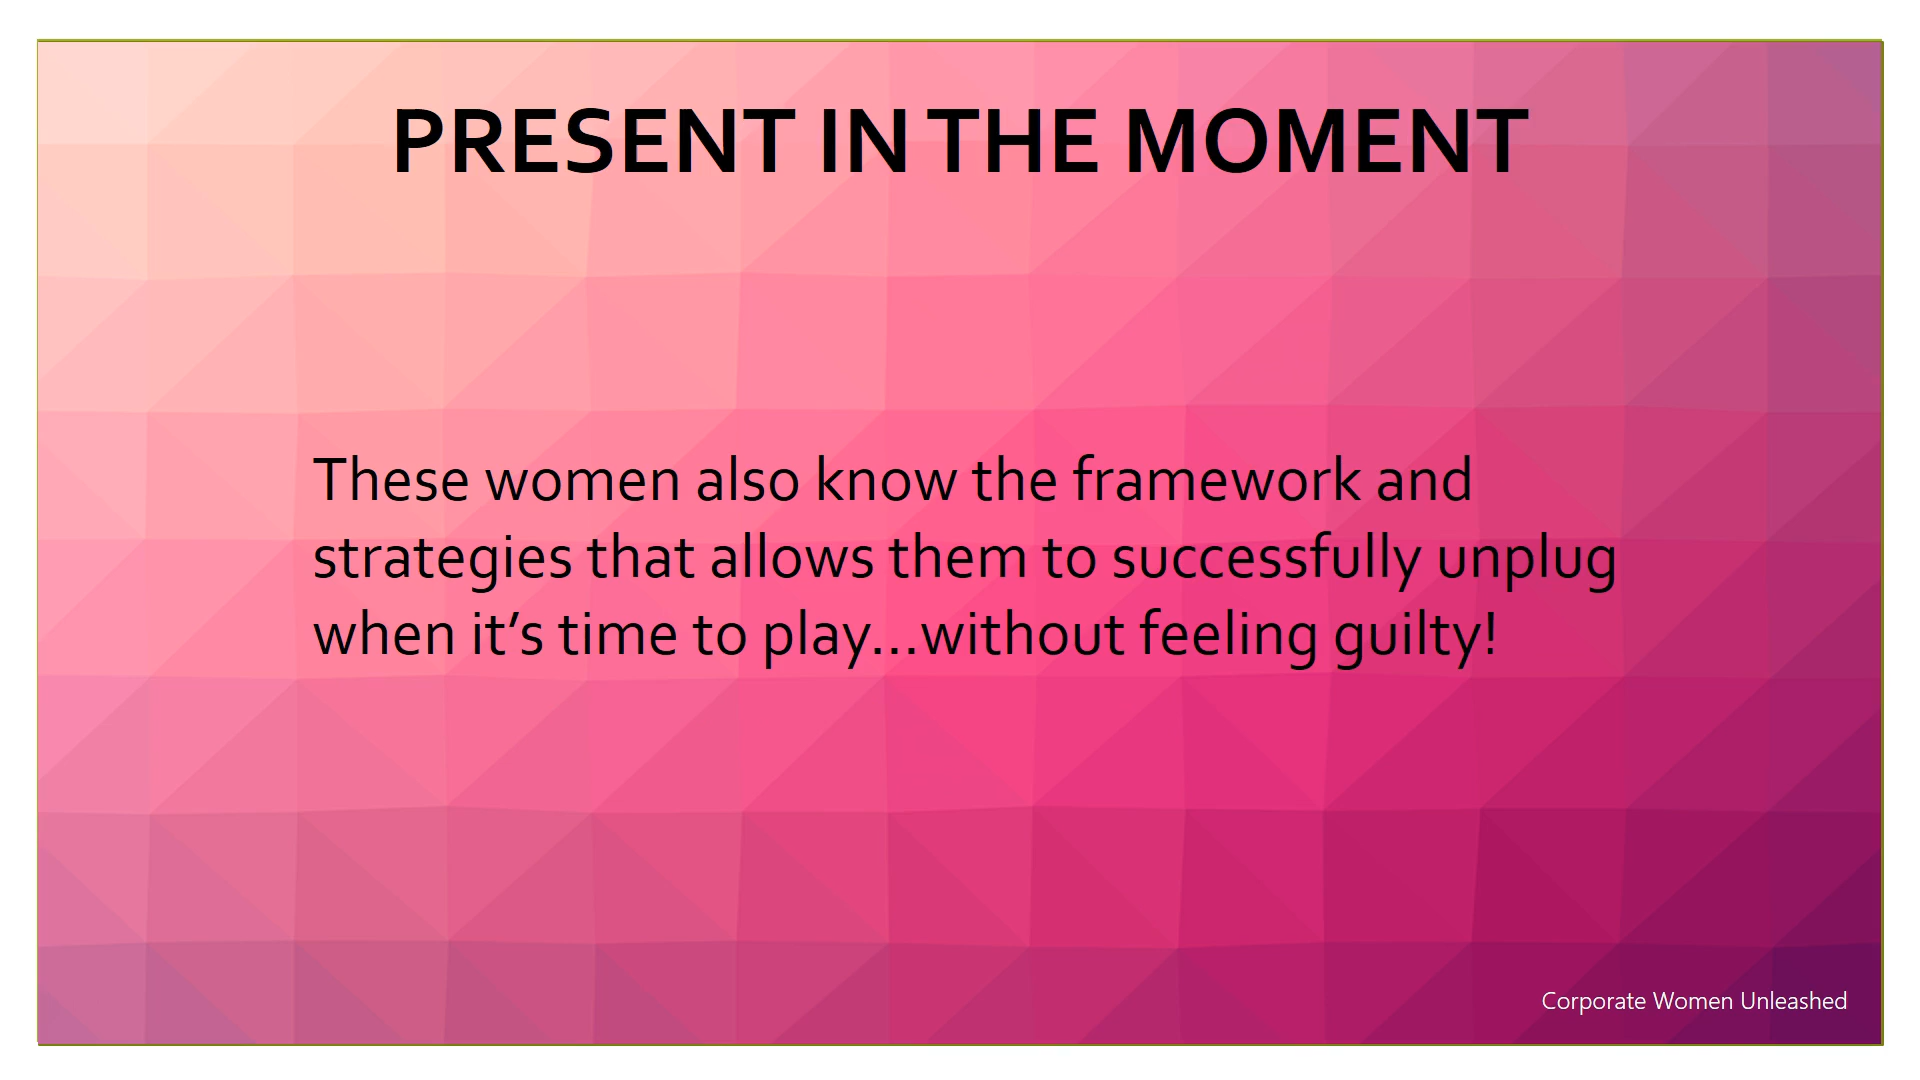 PRESENT IN THE MOMENT
These women also know the framework and
strategies that allows them to successfully unplug
when it’s time to play…without feeling guilty!
Corporate Women Unleashed